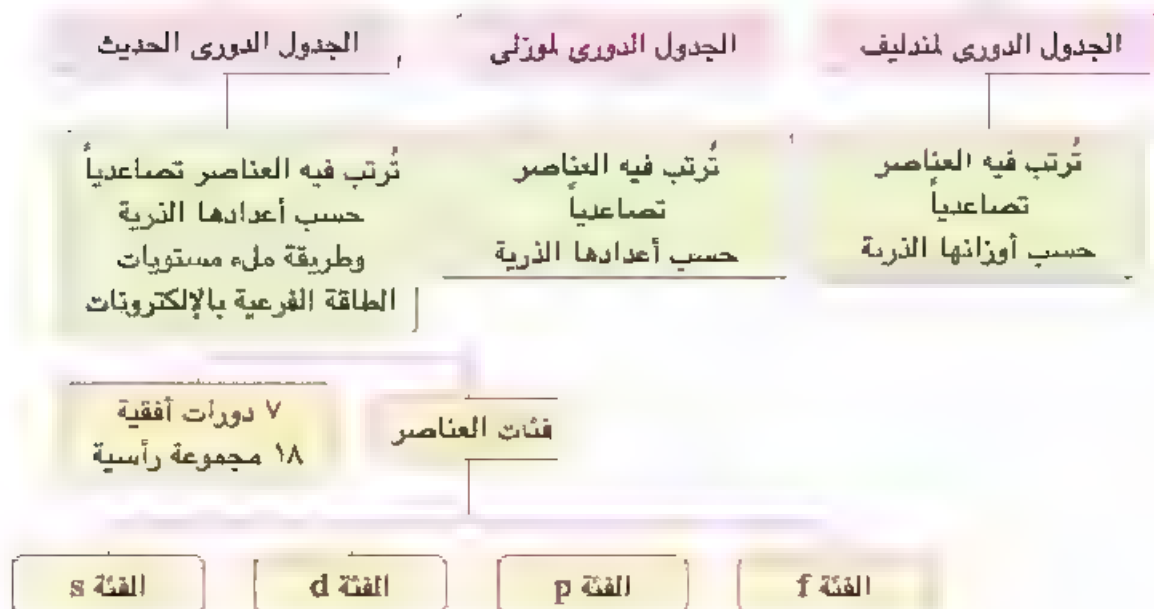 الجدول الدورى لمندليف
الجدول الدورى لموزلى
الجدول الدورى الحديث
تُرتب فيه العناصر
تصاعدياً
حسب أوزانها الذرية
تُرتب فيه العناصر
تصاعدياً
حسب أعدادها الذرية
تُرتب فيه العناصر تصاعدياً
حسب أعدادها الذرية
وطريقة ملء مستويات
الطاقة الفرعية بالإلكترونات
فئات العناصر
٧ دورات أفقية
١٨ مجموعة رأسية
الفئة f
الفئة p
الفئة d
الفئة s